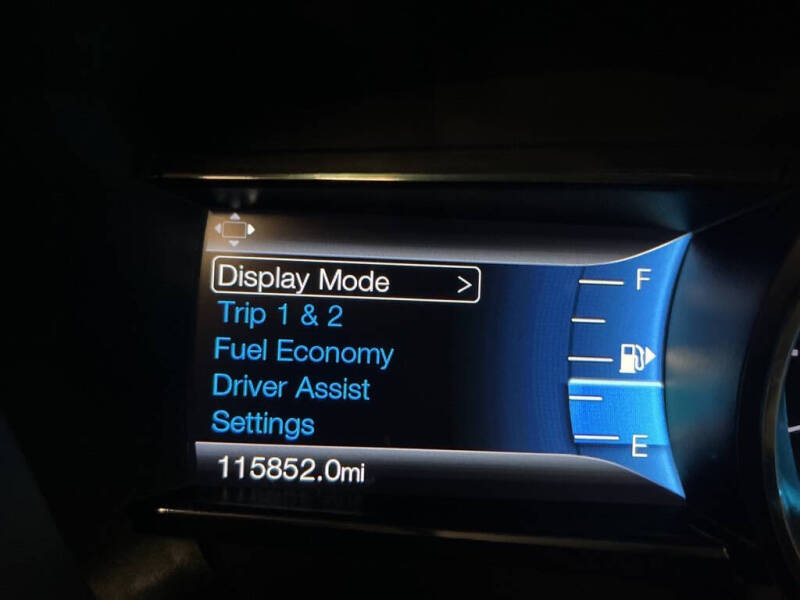 Display Mode >
Trip 1 & 2
Fuel Economy
Driver Assist
Settings
115852.0mi
F
E